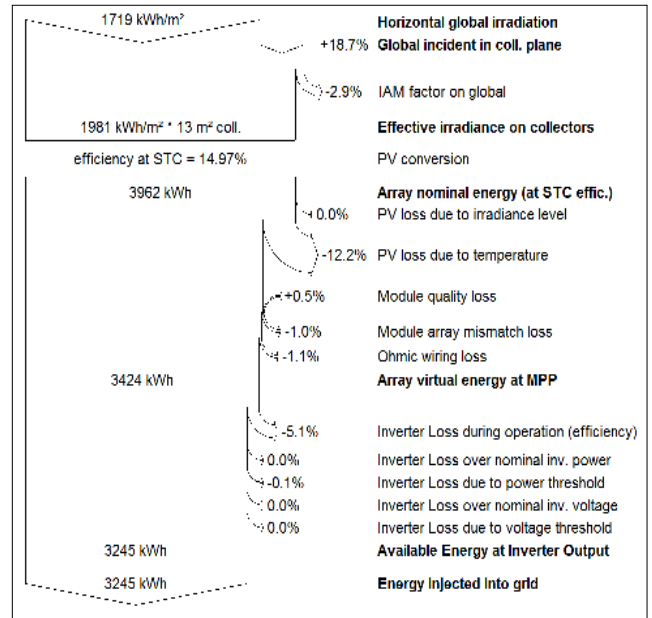 1719 kWh/m² Horizontal global irradiation
+18.7% Global incident in coll. plane
-2.9% IAM factor on global
1981 kWh/m² * 13 m² coll. Effective irradiance on collectors
efficiency at STC = 14.97% PV conversion
3962 kWh Array nominal energy (at STC effic.)
0.0% PV loss due to irradiance level
-12.2% PV loss due to temperature
+0.5% Module quality loss
-1.0% Module array mismatch loss
-1.1% Ohmic wiring loss
3424 kWh Array virtual energy at MPP
-5.1% Inverter Loss during operation (efficiency)
0.0% Inverter Loss over nominal inv. power
-0.1% Inverter Loss due to power threshold
0.0% Inverter Loss over nominal inv. voltage
0.0% Inverter Loss due to voltage threshold
3245 kWh Available Energy at Inverter Output
3245 kWh Energy injected into grid